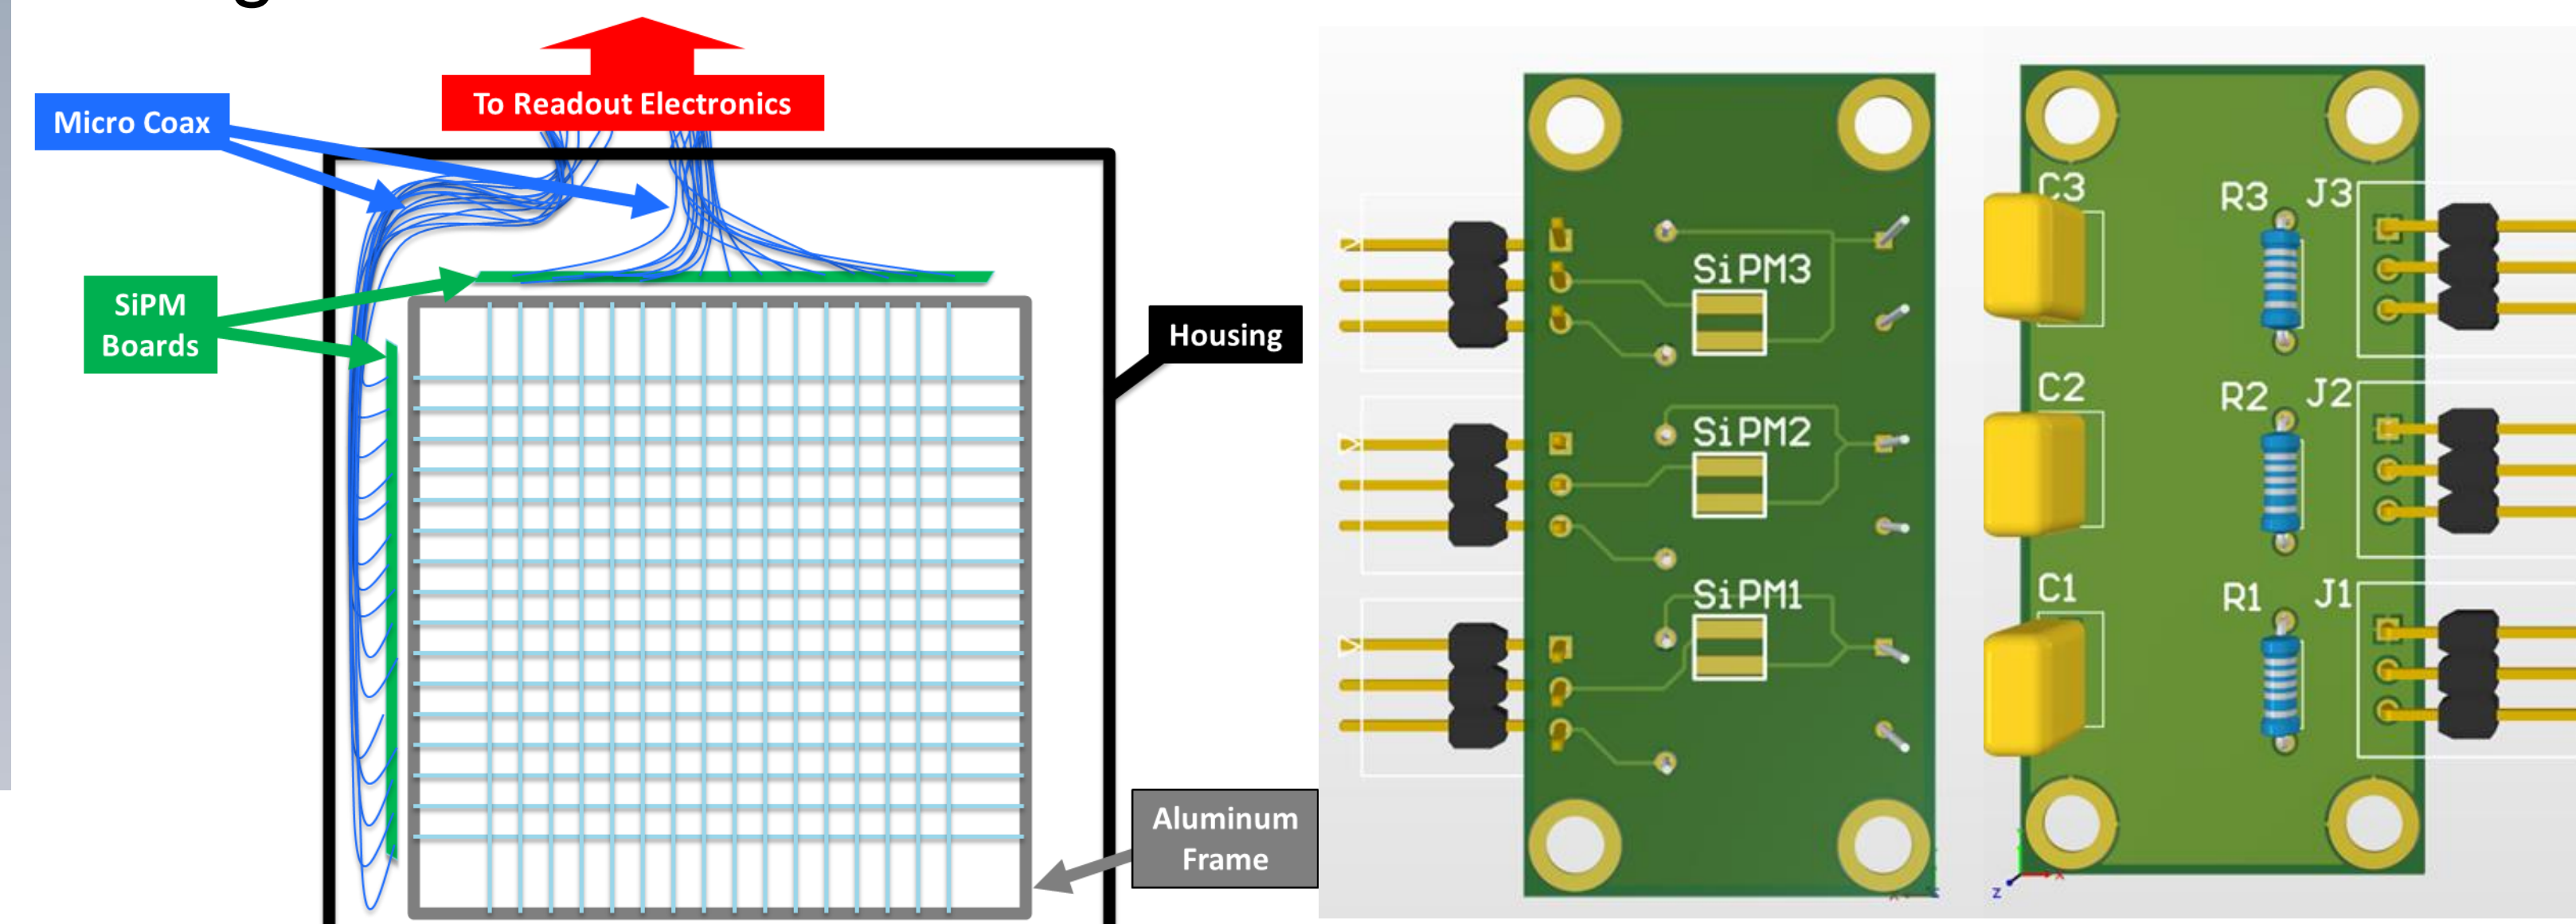 To Readout Electronics
Micro Coax
SiPM
Boards
Housing
Aluminum
Frame
SiPM3
SiPM2
SiPM1
C3
R3
J3
C2
R2
J2
C1
R1
J1
z
x